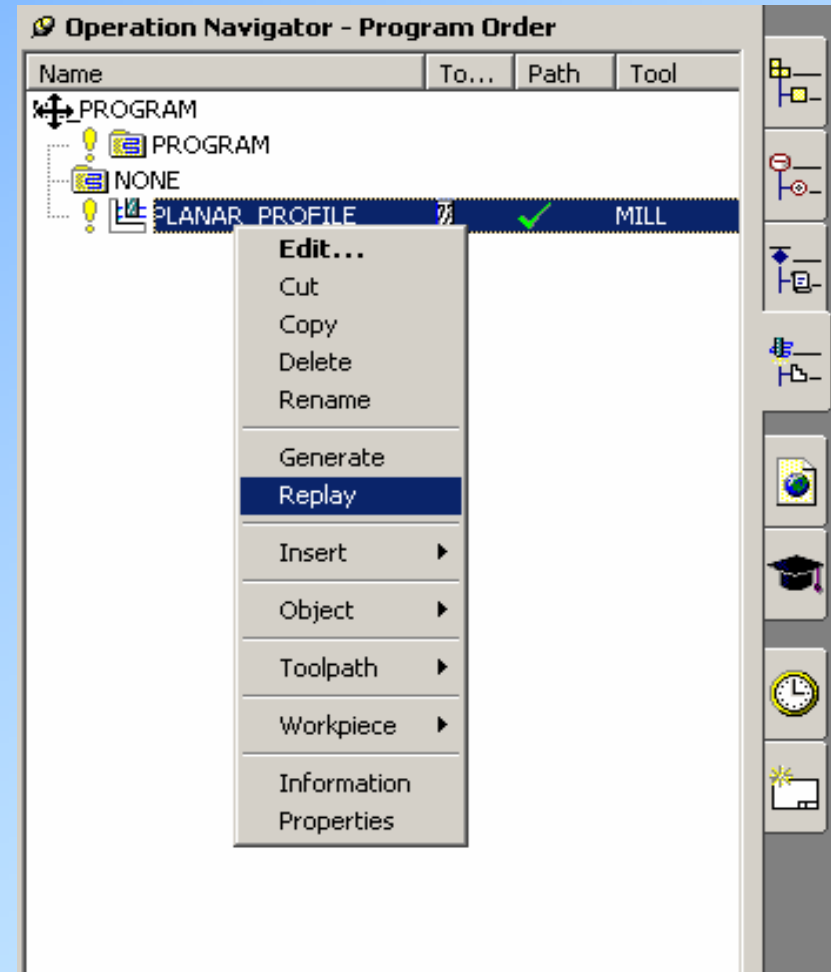 Operation Navigator - Program Order
Name To... Path Tool
PROGRAM
PROGRAM
NONE
PLANAR_PROFILE MILL
Edit...
Cut
Copy
Delete
Rename
Generate
Replay
Insert
Object
Toolpath
Workpiece
Information
Properties